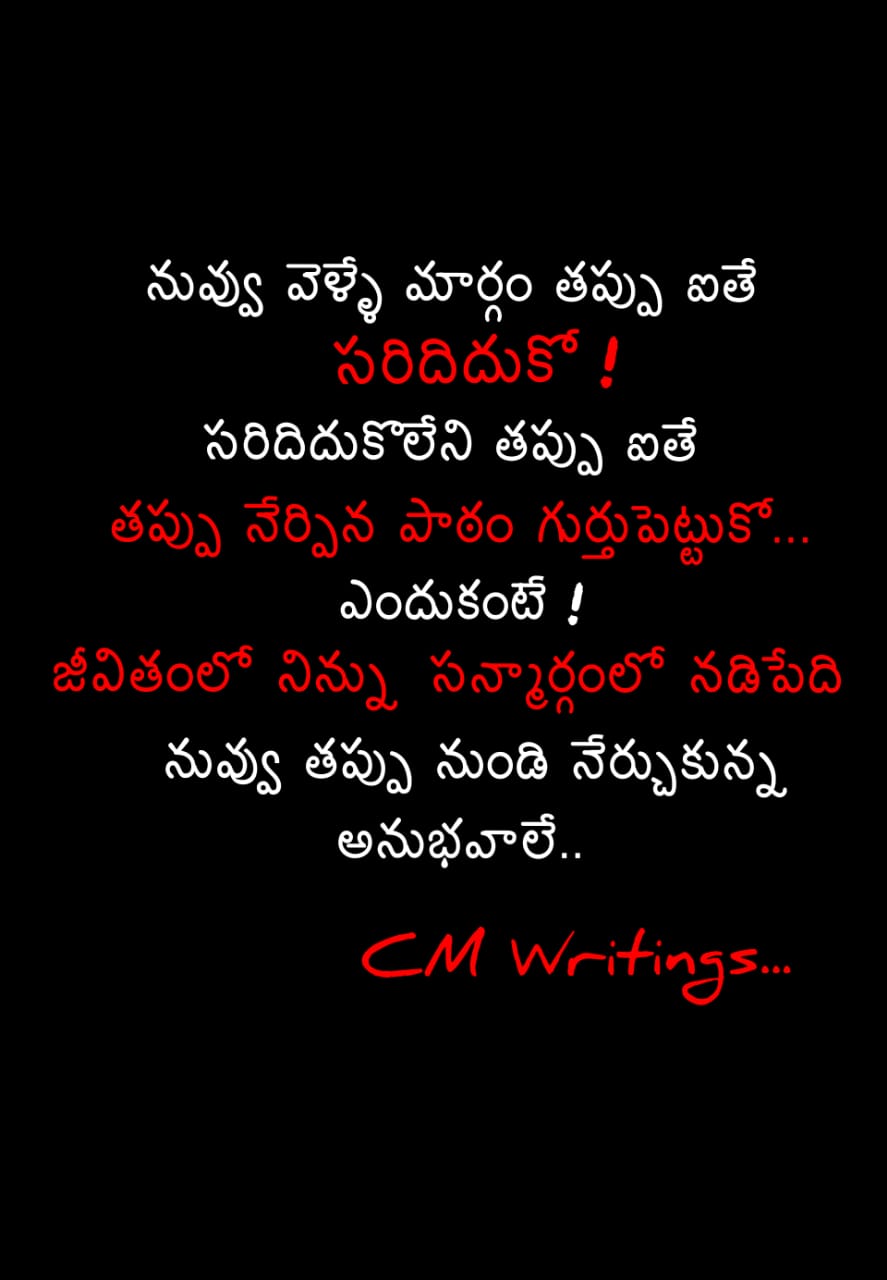 నువ్వు వెళ్ళే మార్గం తప్పు ఐతే
సరిదిదుకో !
సరిదిదుకొలేని తప్పు ఐతే
తప్పు నేర్పిన పాఠం గుర్తుపెట్టుకో...
ఎందుకంటే !
జీవితంలో నిన్ను సన్మార్గంలో నడిపేది
నువ్వు తప్పు నుండి నేర్చుకున్న
అనుభవాలే..
CM Writings...